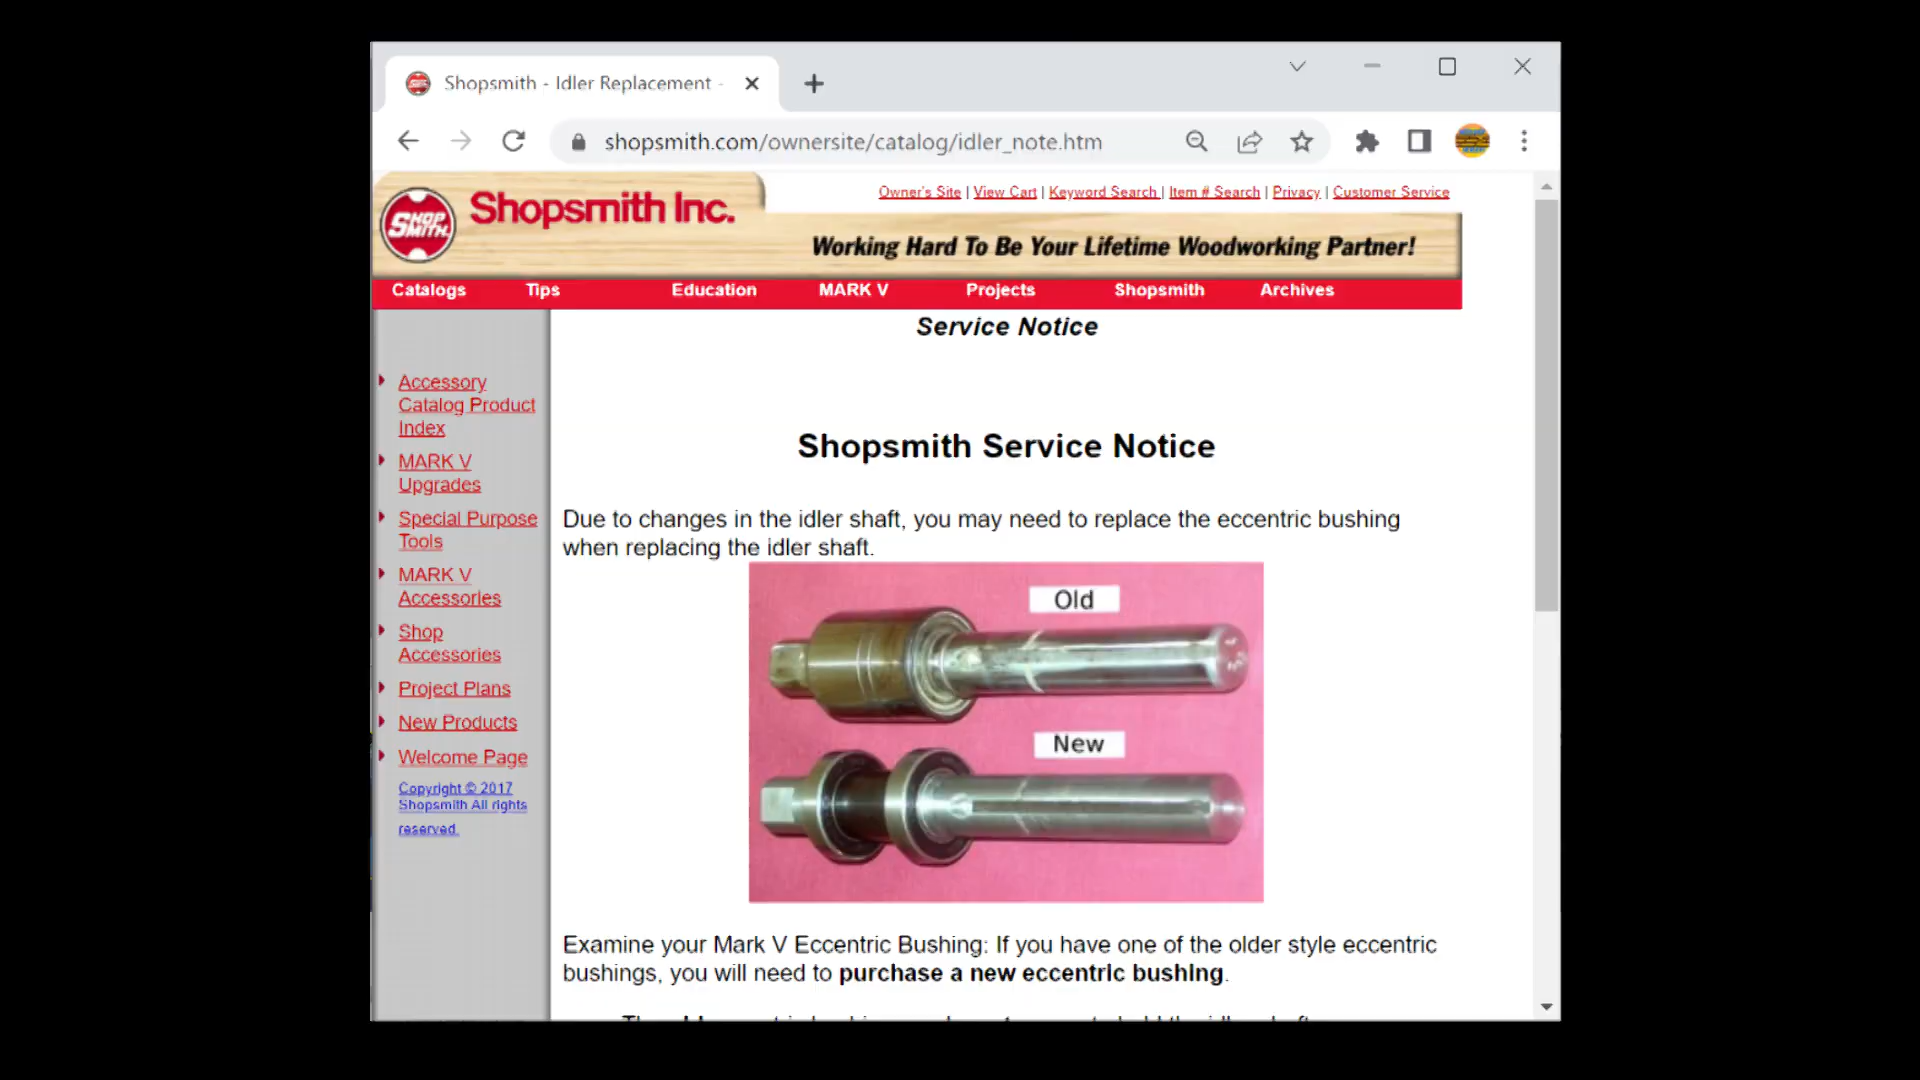 Shopsmith - Idler Replacement -
shopsmith.com/ownersite/catalog/idler_note.htm
SHOP
SMITH
Shopsmith Inc.
Owner's Site | View Cart | Keyword Search | Item # Search | Privacy | Customer Service
Working Hard To Be Your Lifetime Woodworking Partner!
Catalogs Tips Education MARK V Projects Shopsmith Archives
Service Notice
Accessory
Catalog Product
Index
MARK V
Upgrades
Special Purpose
Tools
MARK V
Accessories
Shop
Accessories
Project Plans
New Products
Welcome Page
Copyright © 2017
Shopsmith All rights
reserved.
Shopsmith Service Notice
Due to changes in the idler shaft, you may need to replace the eccentric bushing
when replacing the idler shaft.
Old
New
Examine your Mark V Eccentric Bushing: If you have one of the older style eccentric
bushings, you will need to purchase a new eccentric bushing.